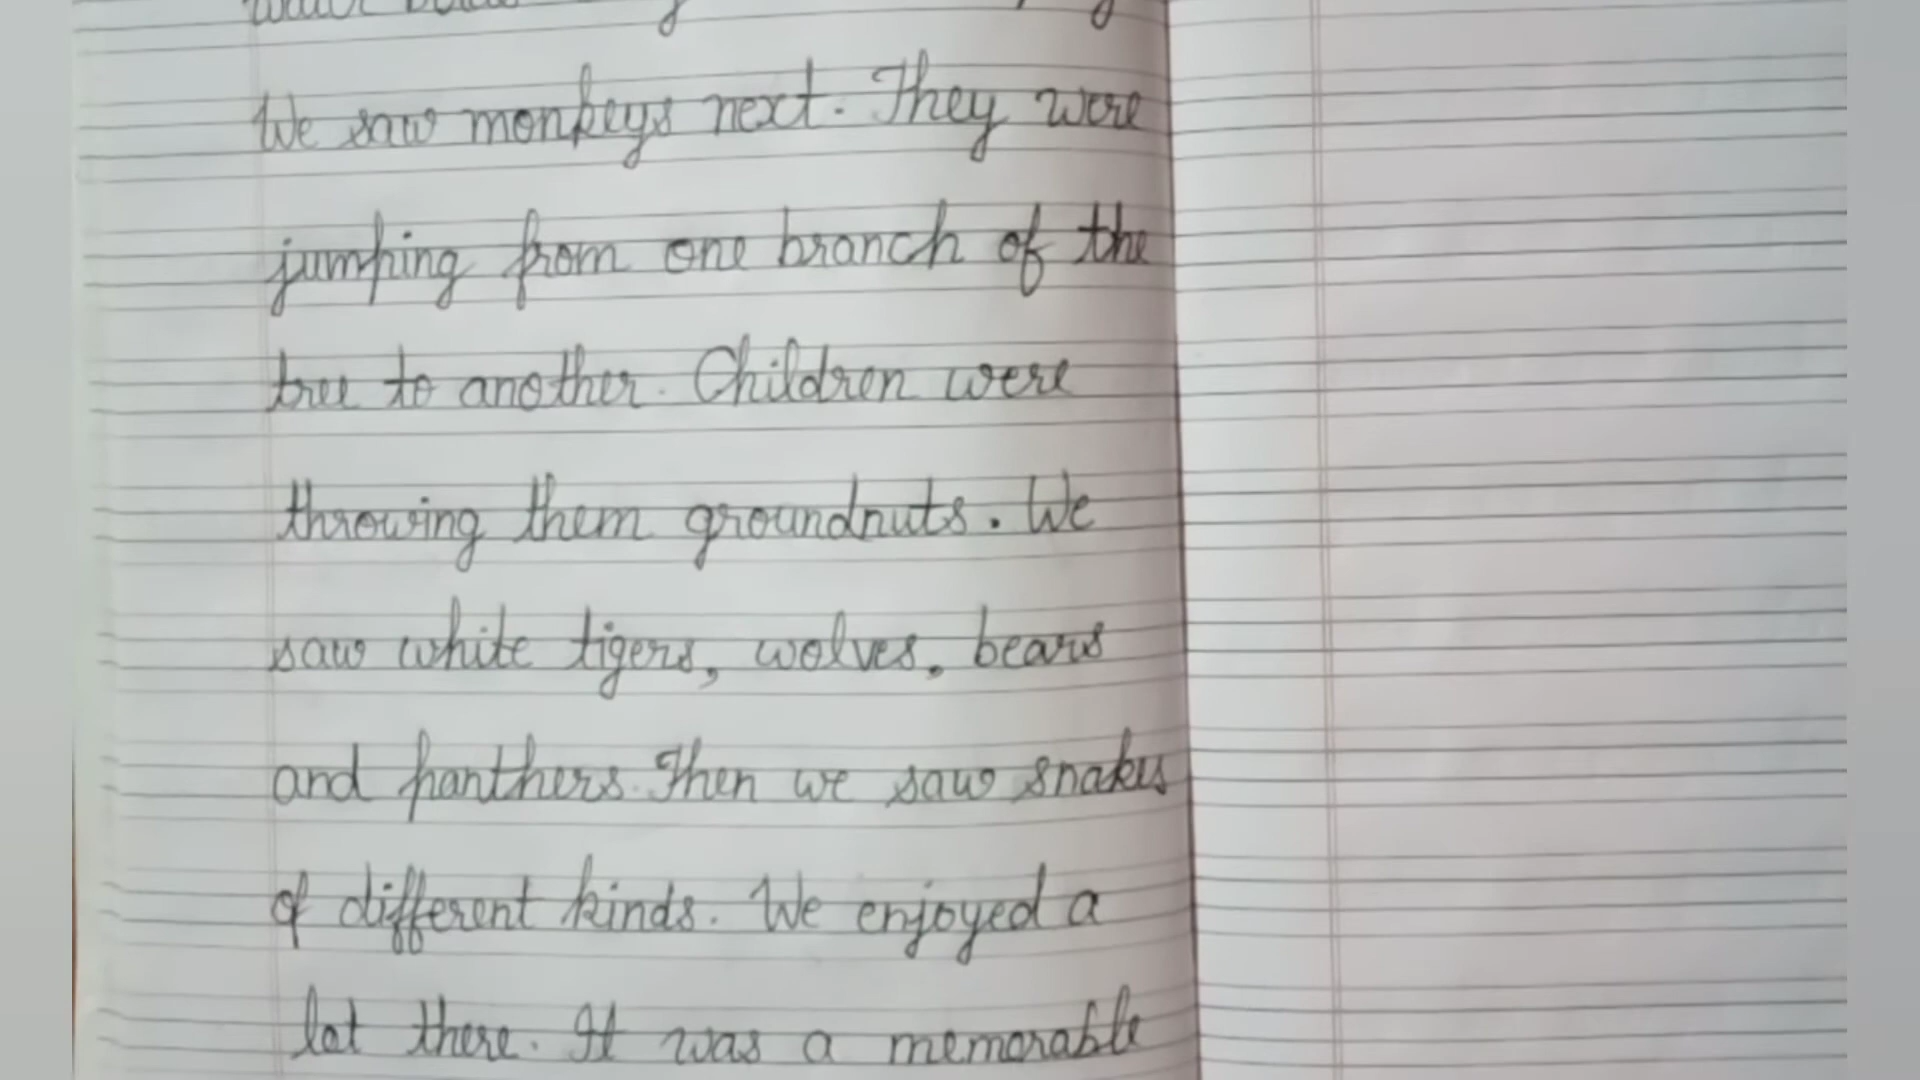 We saw monkeys next. They were
jumping from one branch of the
tree to another. Children were
throwing them groundnuts. We
saw white tigers, wolves, bears
and panthers. Then we saw snakes
of different kinds. We enjoyed a
lot there. It was a memorable